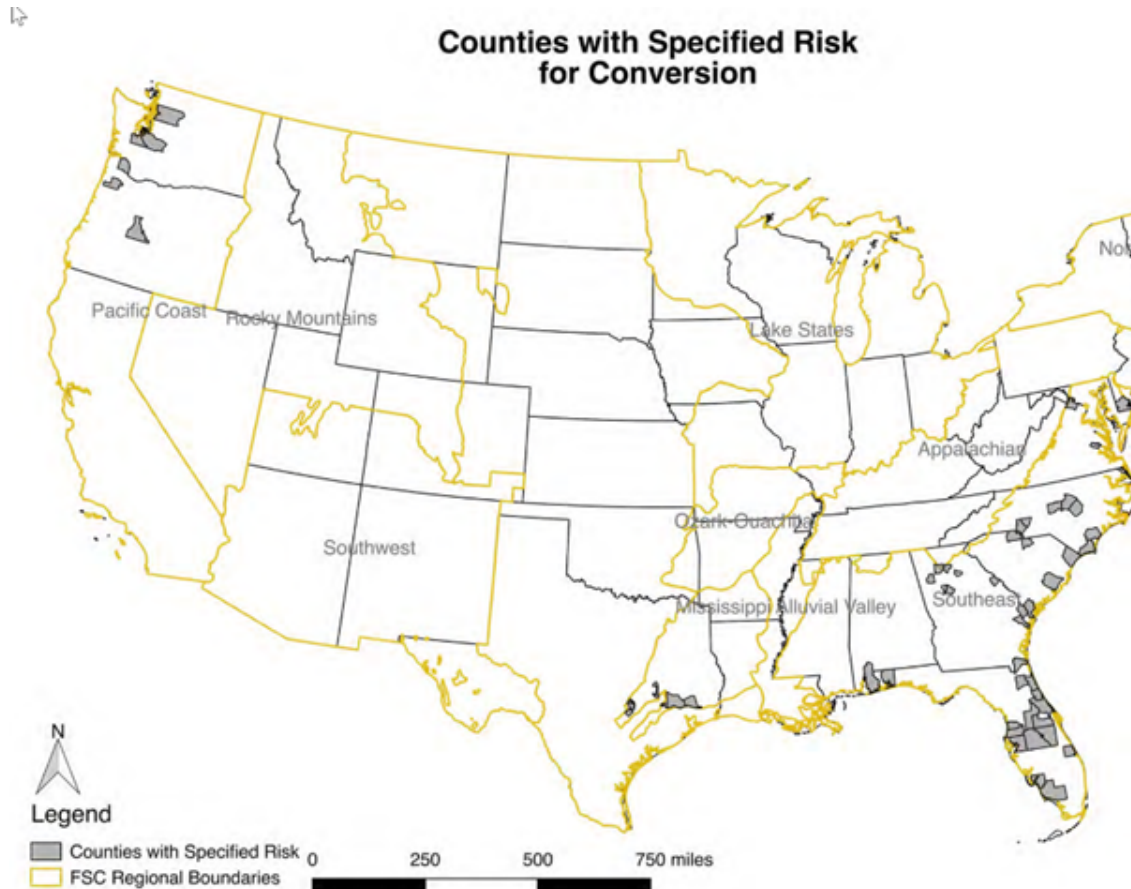 Counties with Specified Risk
for Conversion
Nor
Pacific Coast
Rocky Mountains
Lake States
Appalachian
Ozark-Ouachita
Southwest
Mississippi Alluvial Valley
Southeast
N
Legend
Counties with Specified Risk
FSC Regional Boundaries
0 250 500 750 miles